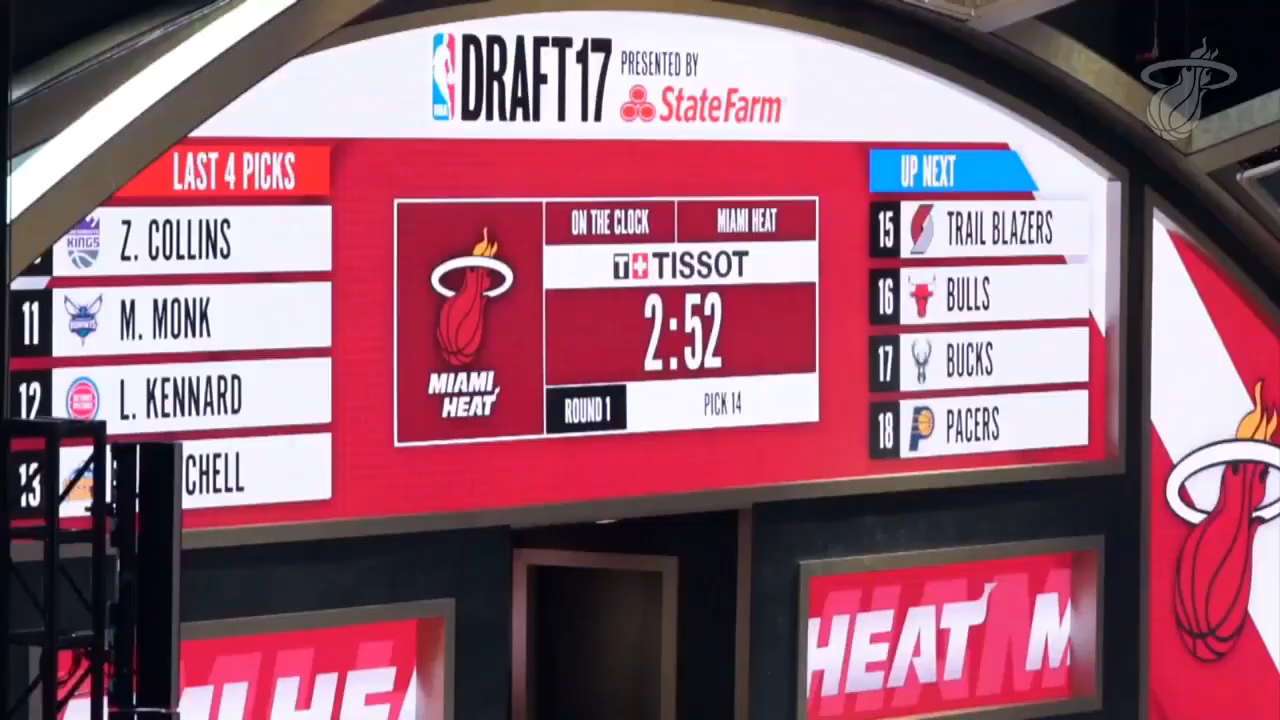 NBA
DRAFT17
PRESENTED BY
StateFarm
LAST 4 PICKS
KINGS
Z. COLLINS
11
M. MONK
12
L. KENNARD
13
CHELL
MIAMI
HEAT
ON THE CLOCK
MIAMI HEAT
T+ TISSOT
2:52
ROUND 1
PICK 14
UP NEXT
15
TRAIL BLAZERS
16
BULLS
17
BUCKS
18
PACERS
HEAT M